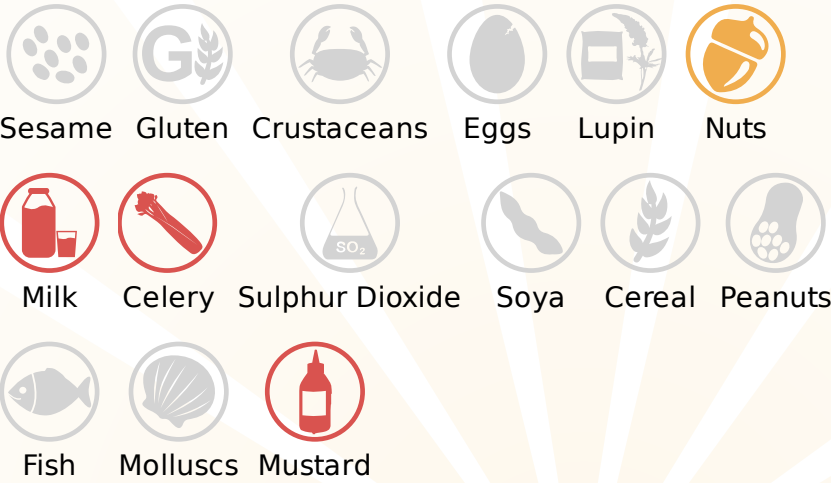 G
Sesame Gluten Crustaceans Eggs Lupin Nuts
SO₂
Milk Celery Sulphur Dioxide Soya Cereal Peanuts
Fish Molluscs Mustard